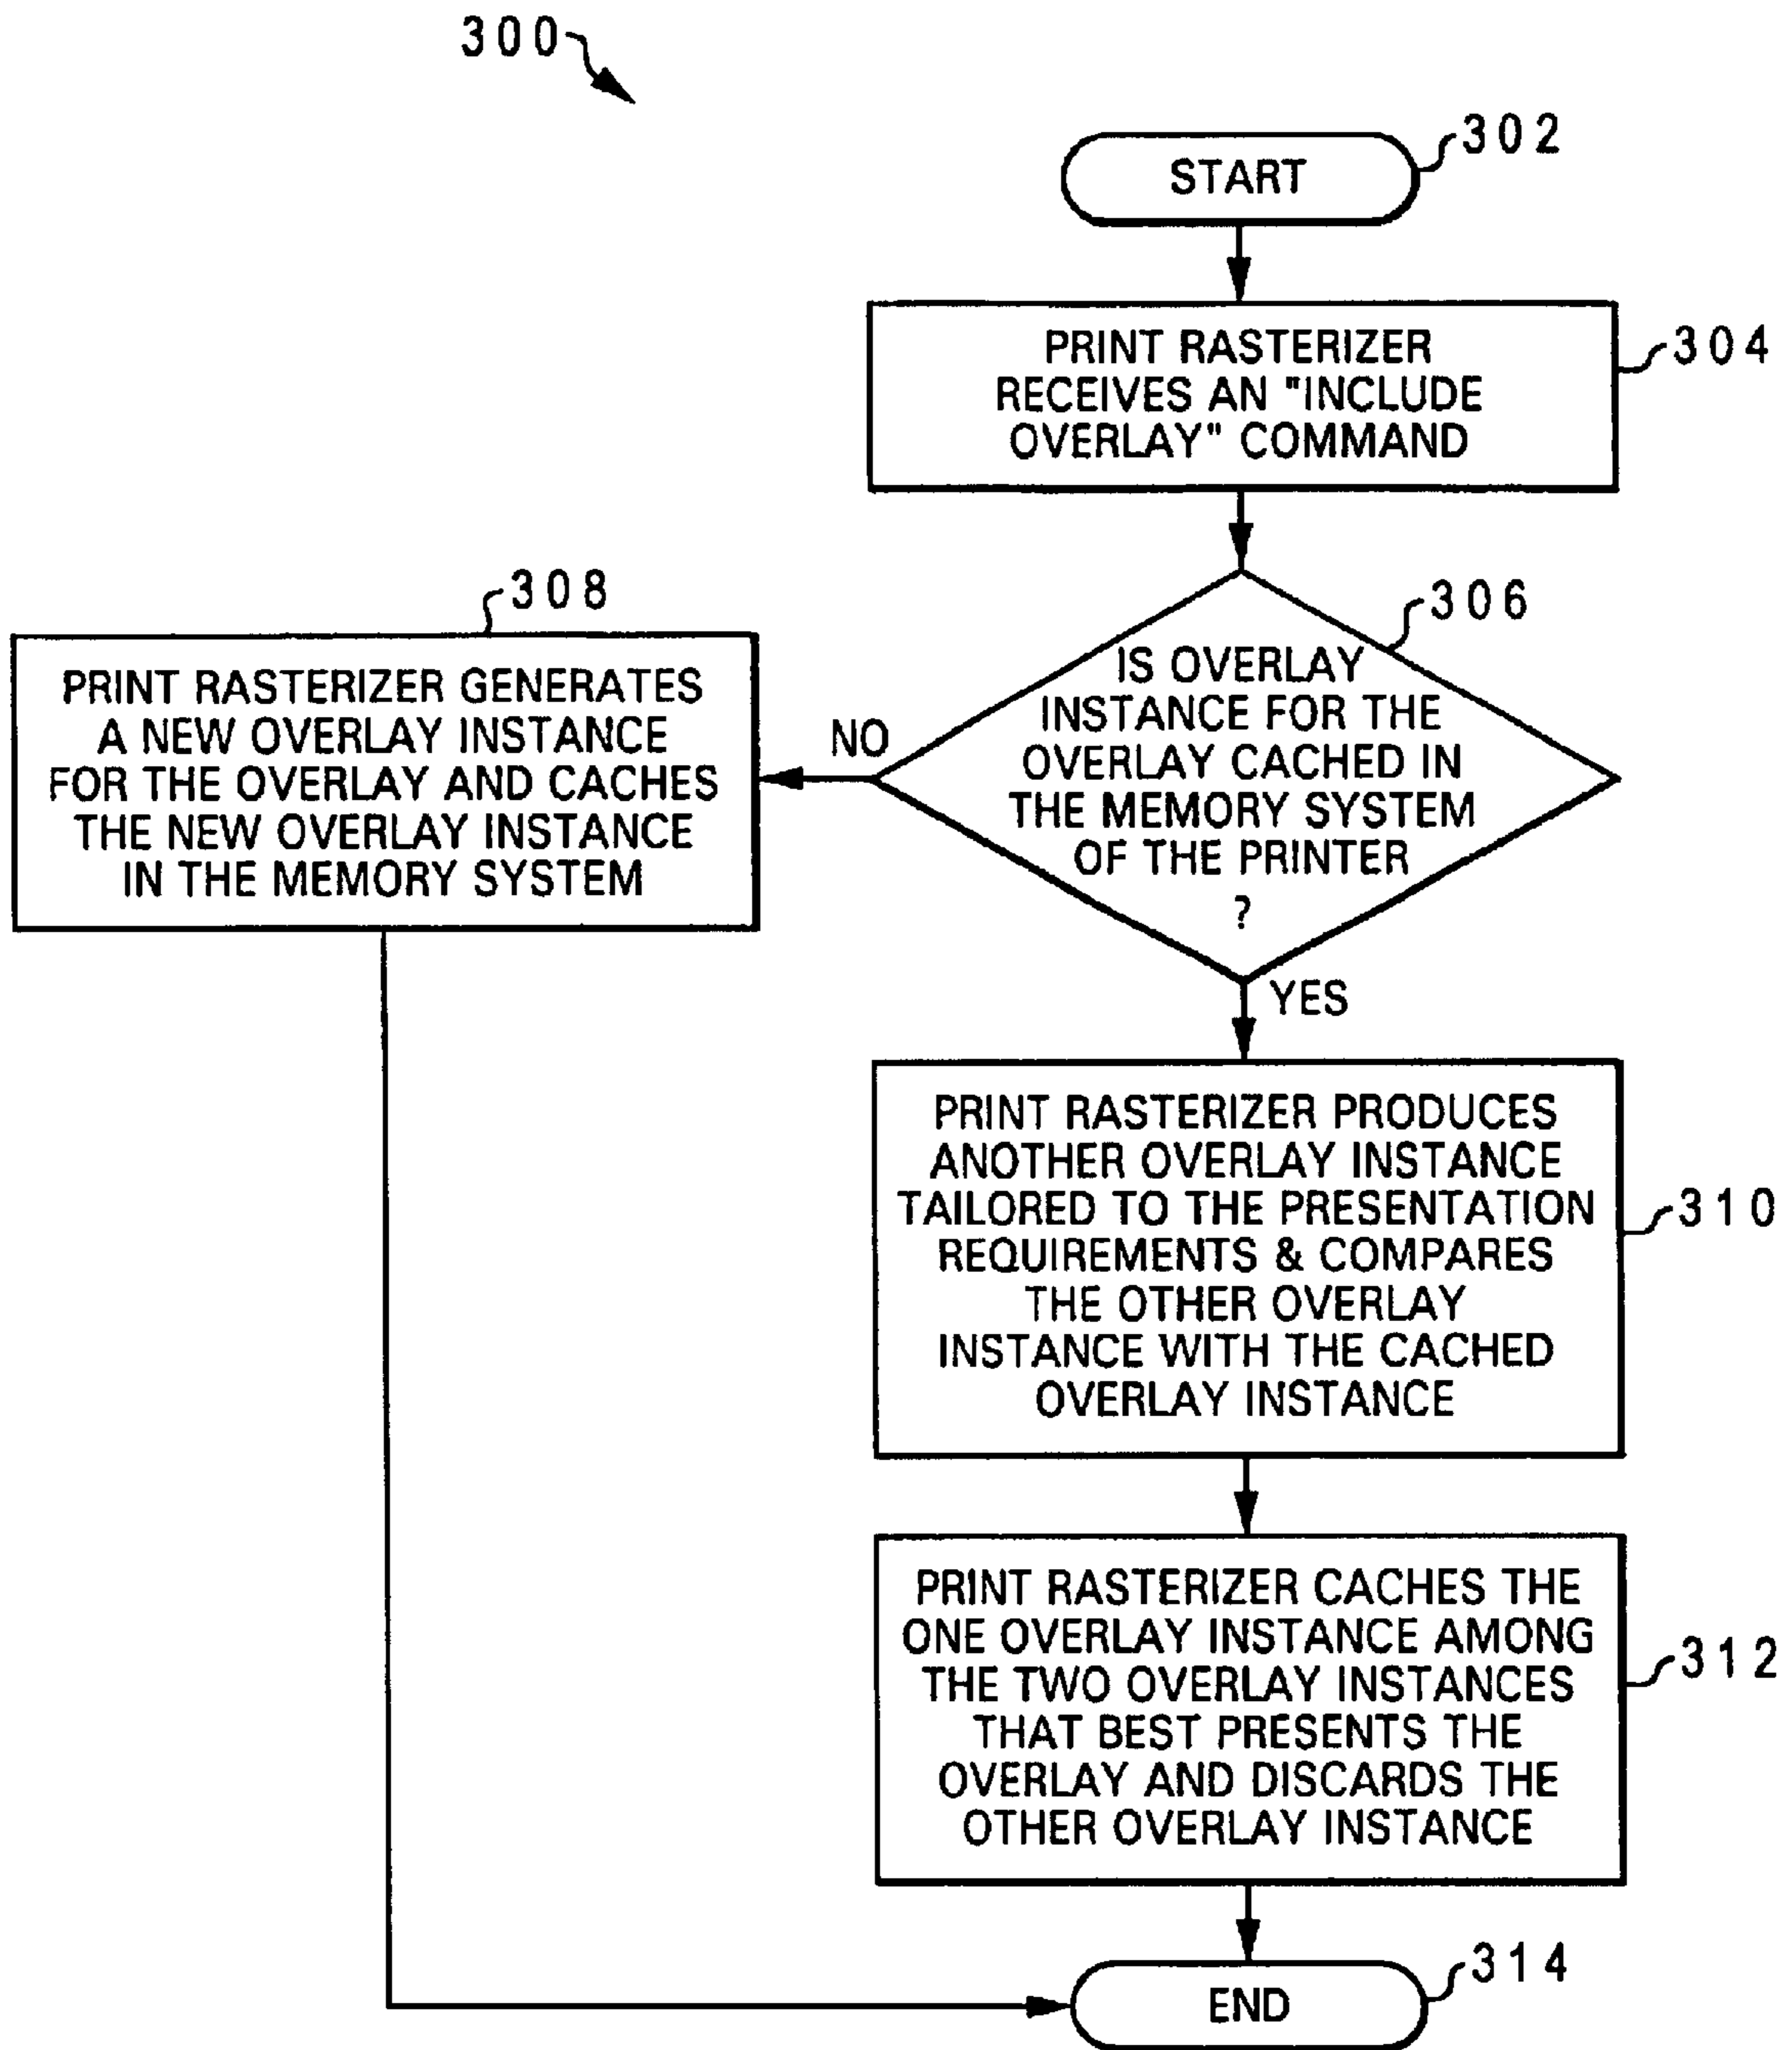 300
START
302
PRINT RASTERIZER
RECEIVES AN "INCLUDE
OVERLAY" COMMAND
304
IS OVERLAY
INSTANCE FOR THE
OVERLAY CACHED IN
THE MEMORY SYSTEM
OF THE PRINTER
?
306
NO
308
PRINT RASTERIZER GENERATES
A NEW OVERLAY INSTANCE
FOR THE OVERLAY AND CACHES
THE NEW OVERLAY INSTANCE
IN THE MEMORY SYSTEM
YES
PRINT RASTERIZER PRODUCES
ANOTHER OVERLAY INSTANCE
TAILORED TO THE PRESENTATION
REQUIREMENTS & COMPARES
THE OTHER OVERLAY
INSTANCE WITH THE CACHED
OVERLAY INSTANCE
310
PRINT RASTERIZER CACHES THE
ONE OVERLAY INSTANCE AMONG
THE TWO OVERLAY INSTANCES
THAT BEST PRESENTS THE
OVERLAY AND DISCARDS THE
OTHER OVERLAY INSTANCE
312
END
314